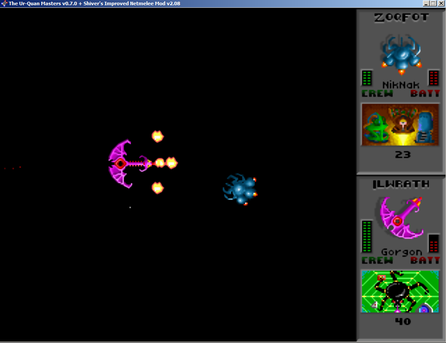 The Ur-Quan Masters v0.7.0 + Shiver's Improved Netmelee Mod v2.08
ZOQFOT
NikNak
CREW BATT
23
ILWRATH
Gorgon
CREW BATT
4
40